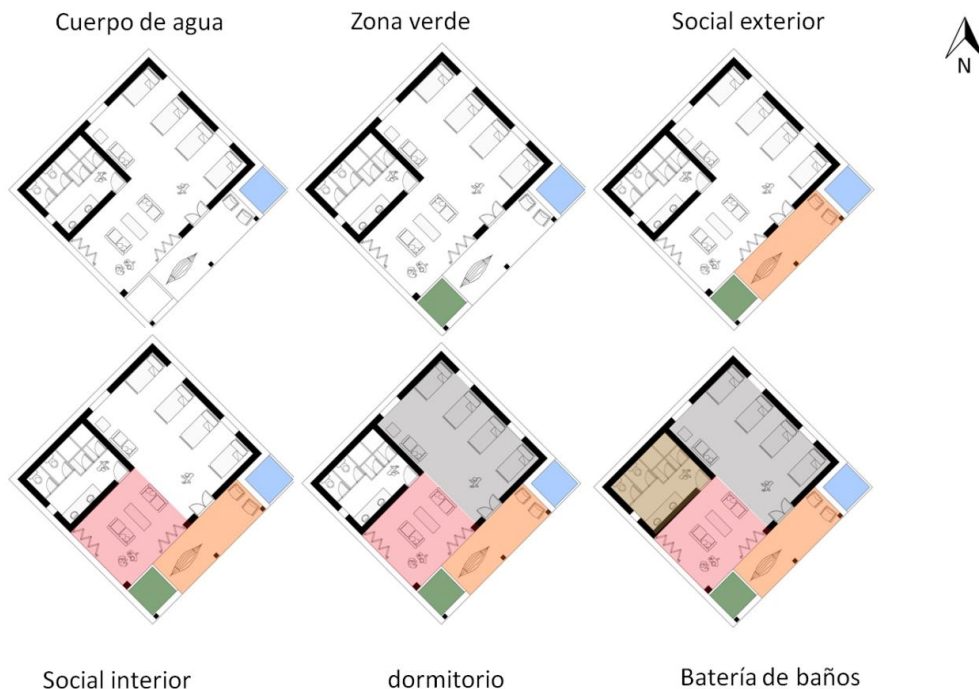 Cuerpo de agua
Zona verde
Social exterior
N
Social interior
dormitorio
Batería de baños